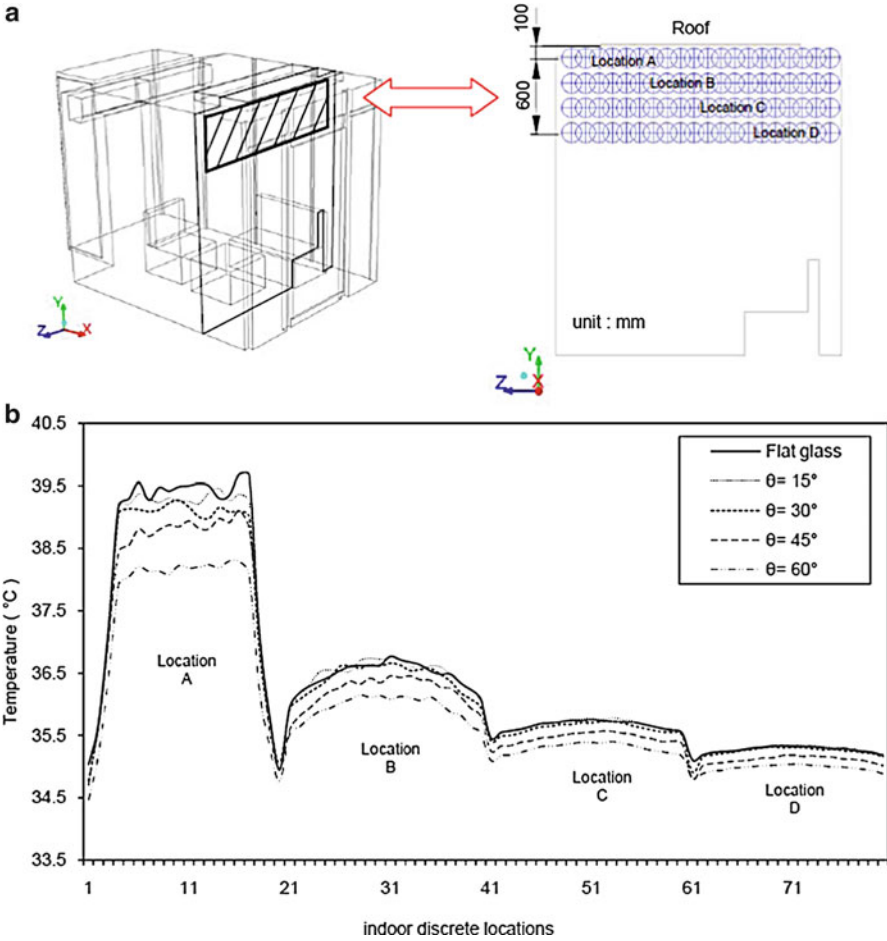 a
100
600
Roof
Location A
Location B
Location C
Location D
unit : mm
Y
Z
X
Y
Z
X
b
40.5
39.5
38.5
37.5
36.5
35.5
34.5
33.5
Temperature ( °C )
Flat glass
θ= 15°
θ= 30°
θ= 45°
θ= 60°
Location
A
Location
B
Location
C
Location
D
1
11
21
31
41
51
61
71
indoor discrete locations